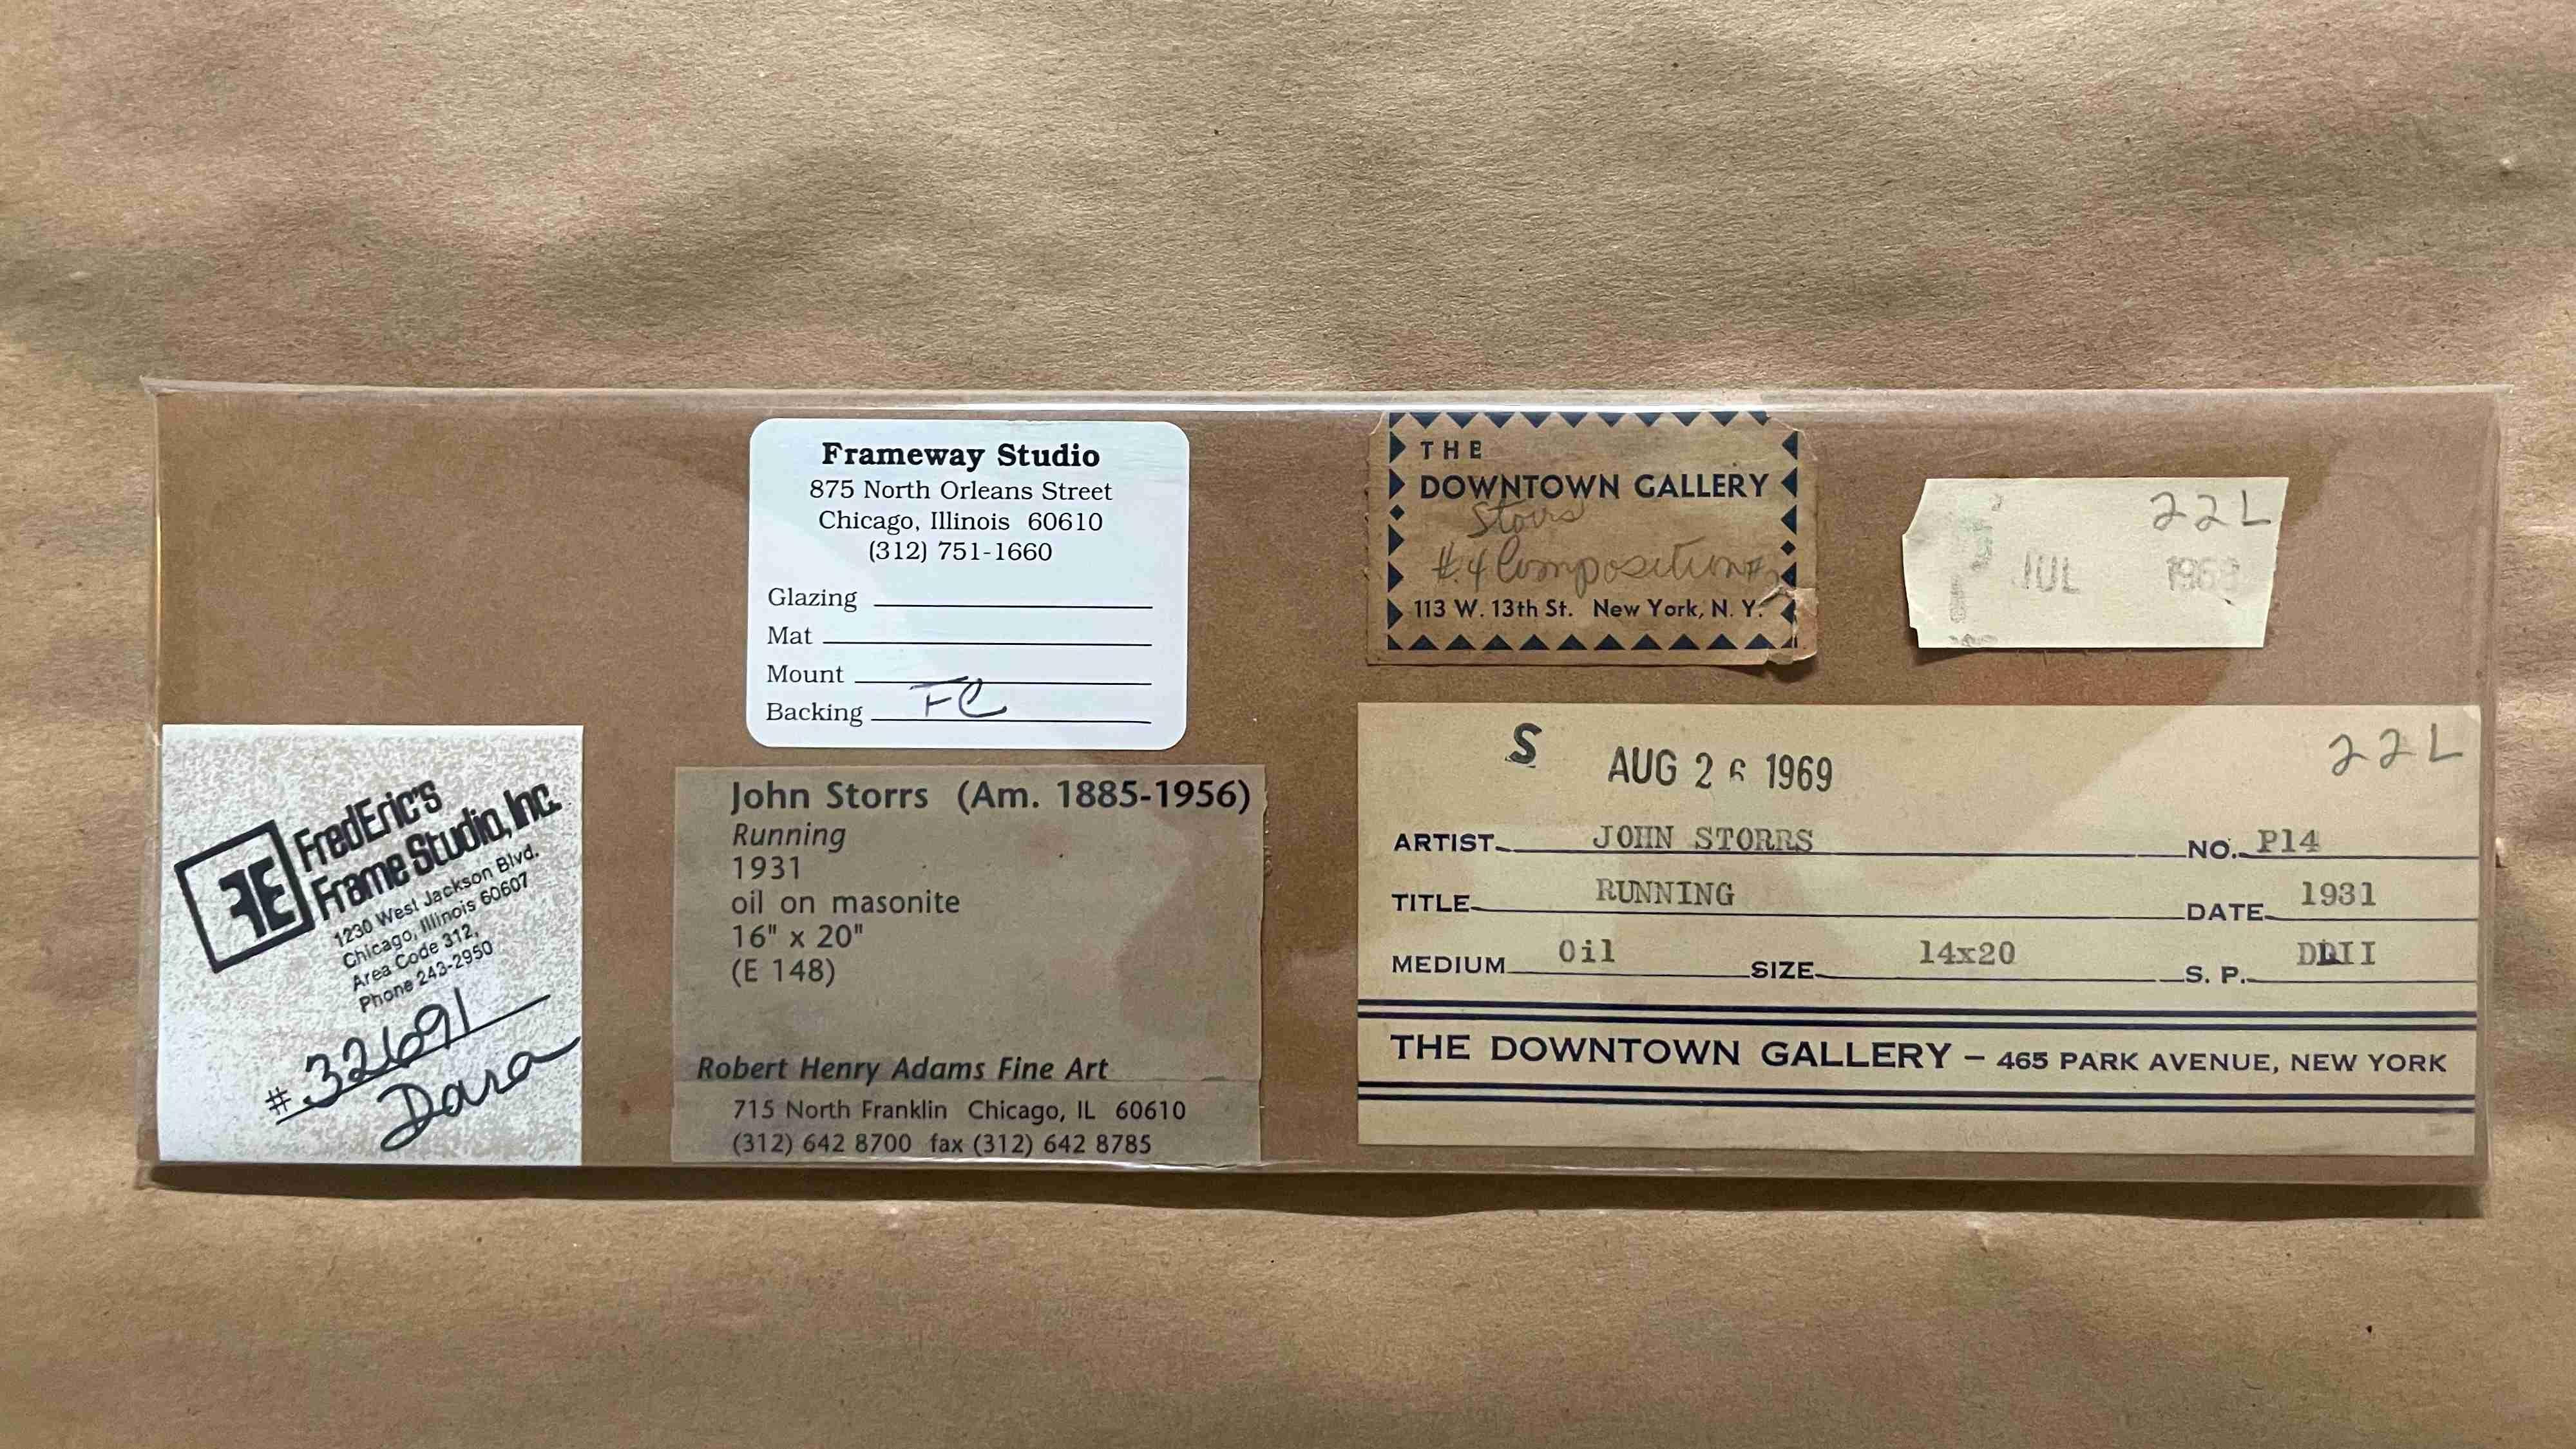 Frameway Studio
875 North Orleans Street
Chicago, Illinois 60610
(312) 751-1660
Glazing
Mat
Mount
Backing FC
THE
DOWNTOWN GALLERY
Storrs
#4 Composition #
113 W. 13th St. New York, N. Y.
22L
JUL 1969
FredEric's
Frame Studio, Inc.
1230 West Jackson Blvd.
Chicago, Illinois 60607
Area Code 312,
Phone 243-2950
# 32691
Dara
FE
John Storrs (Am. 1885-1956)
Running
1931
oil on masonite
16" x 20"
(E 148)
Robert Henry Adams Fine Art
715 North Franklin Chicago, IL 60610
(312) 642 8700 fax (312) 642 8785
S AUG 26 1969 22L
ARTIST JOHN STORRS NO. P14
TITLE RUNNING DATE 1931
MEDIUM Oil SIZE 14x20 S. P.
THE DOWNTOWN GALLERY – 465 PARK AVENUE, NEW YORK